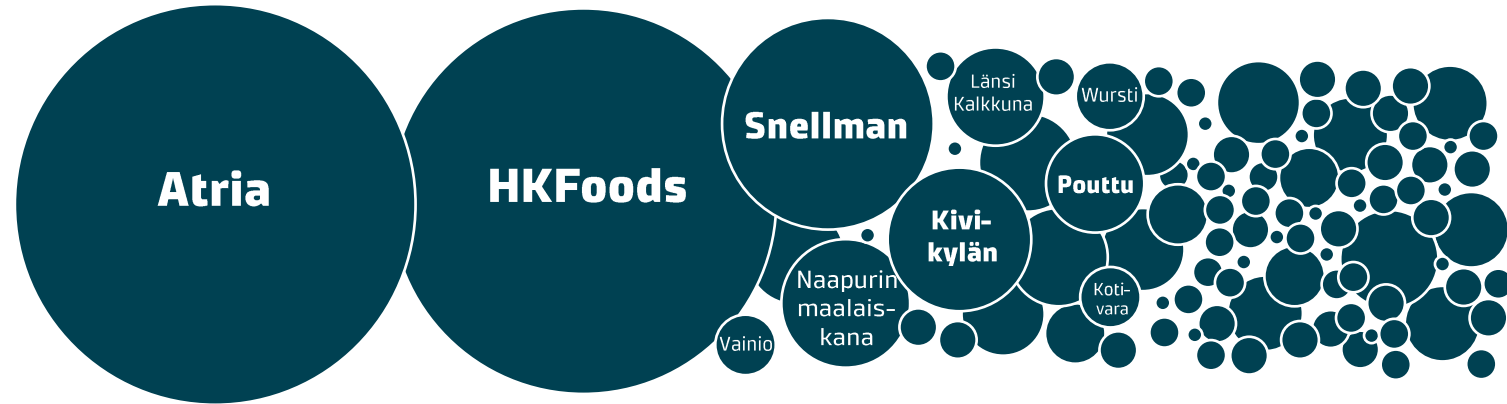 Atria
HKFoods
Snellman
Länsi
Kalkkuna
Wursti
Pouttu
Kivi-
kylän
Naapurin
maalais-
kana
Vainio
Koti-
vara